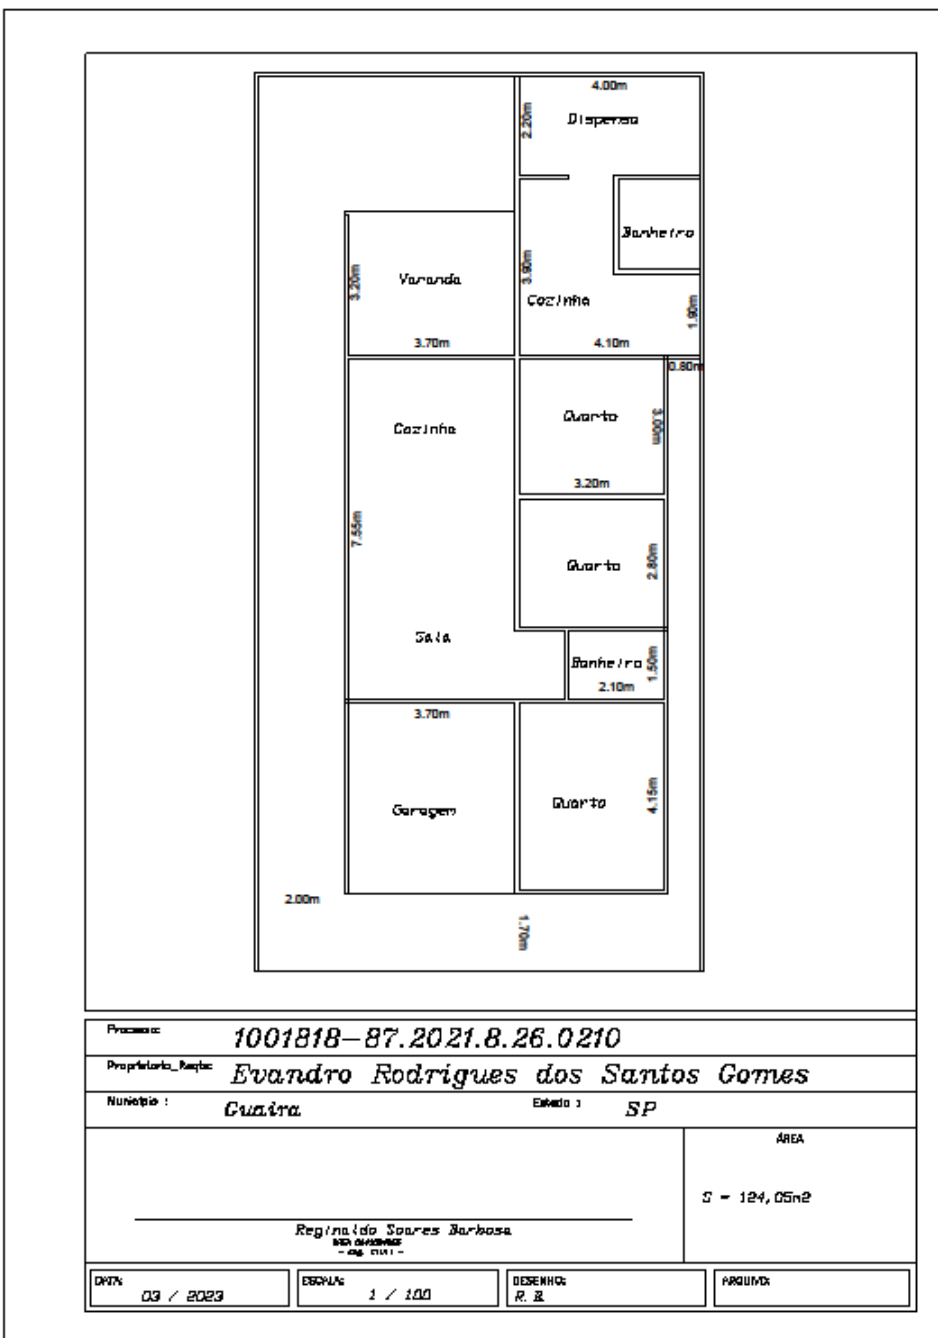 4.00m
2.20m
Dispensa
Banheiro
3.20m
Varanda
3.90m
Cozinha
1.90m
3.70m
4.10m
0.80m
Cozinha
Quarto
3.00m
3.20m
7.55m
Quarto
2.80m
Sala
Banheiro
1.50m
2.10m
3.70m
Garagem
Quarto
4.15m
2.00m
1.70m
Processo:
1001818-87.2021.8.26.0210
Proprietario_Reqte:
Evandro Rodrigues dos Santos Gomes
Municipio :
Guaira
Estado :
SP
ÁREA
S = 124,05m2
Reginaldo Soares Barbosa
DATA:
03 / 2023
ESCALA:
1 / 100
DESENHO:
R. B.
ARQUIVO: